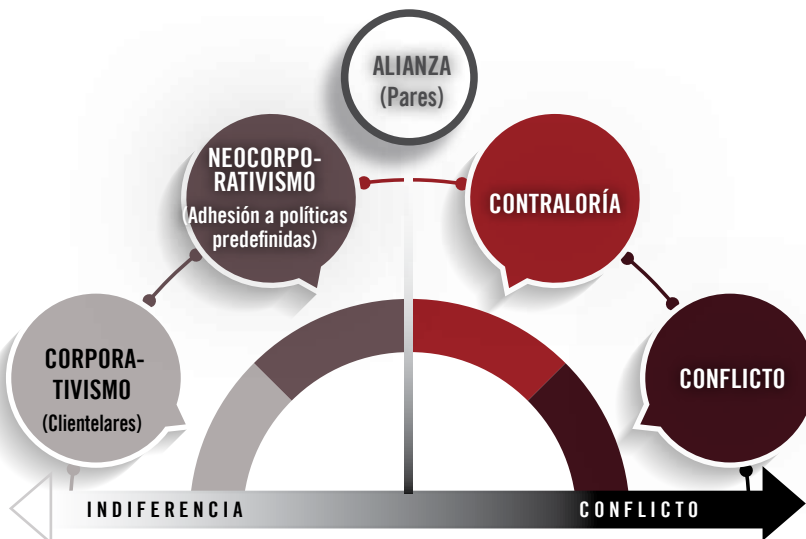 ALIANZA
(Pares)
NEOCORPO-
RATIVISMO
(Adhesión a políticas
predefinidas)
CONTRALORÍA
CORPORA-
TIVISMO
(Clientelares)
CONFLICTO
INDIFERENCIA
CONFLICTO